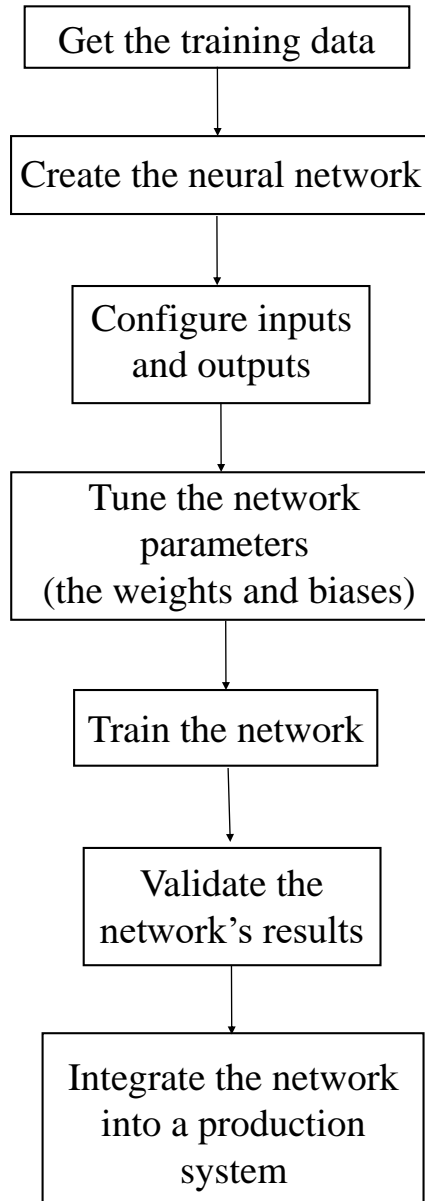 Get the training data
Create the neural network
Configure inputs
and outputs
Tune the network
parameters
(the weights and biases)
Train the network
Validate the
network’s results
Integrate the network
into a production
system